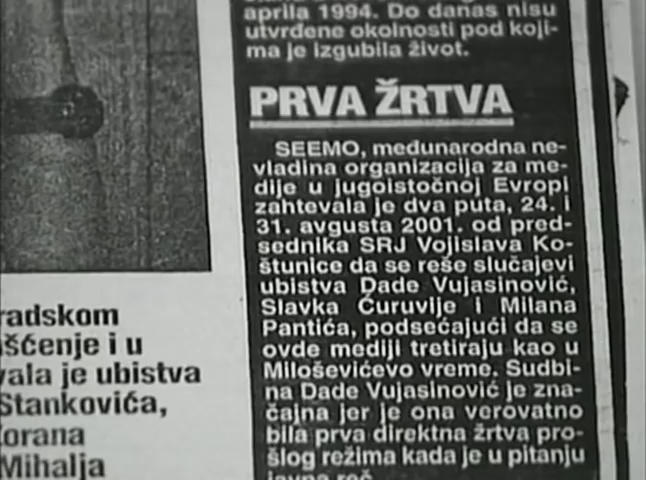 aprila 1994. Do danas nisu
utvrđene okolnosti pod koji-
ma je izgubila život.
PRVA ŽRTVA
SEEMO, međunarodna ne-
vladina organizacija za me-
dije u jugoistočnoj Evropi
zahtevala je dva puta, 24. i
31. avgusta 2001. od pred-
sednika SRJ Vojislava Ko-
štunice da se reše slučajevi
ubistva Dade Vujasinović,
Slavka Ćuruvije i Milana
Pantića, podsećajući da se
ovde mediji tretiraju kao u
Miloševićevo vreme. Sudbi-
na Dade Vujasinović je zna-
čajna jer je ona verovatno
bila prva direktna žrtva pro-
šlog režima kada je u pitanju
javna reč
radskom
šćenje i u
vala je ubistva
Stankovića,
Zorana
Mihalja